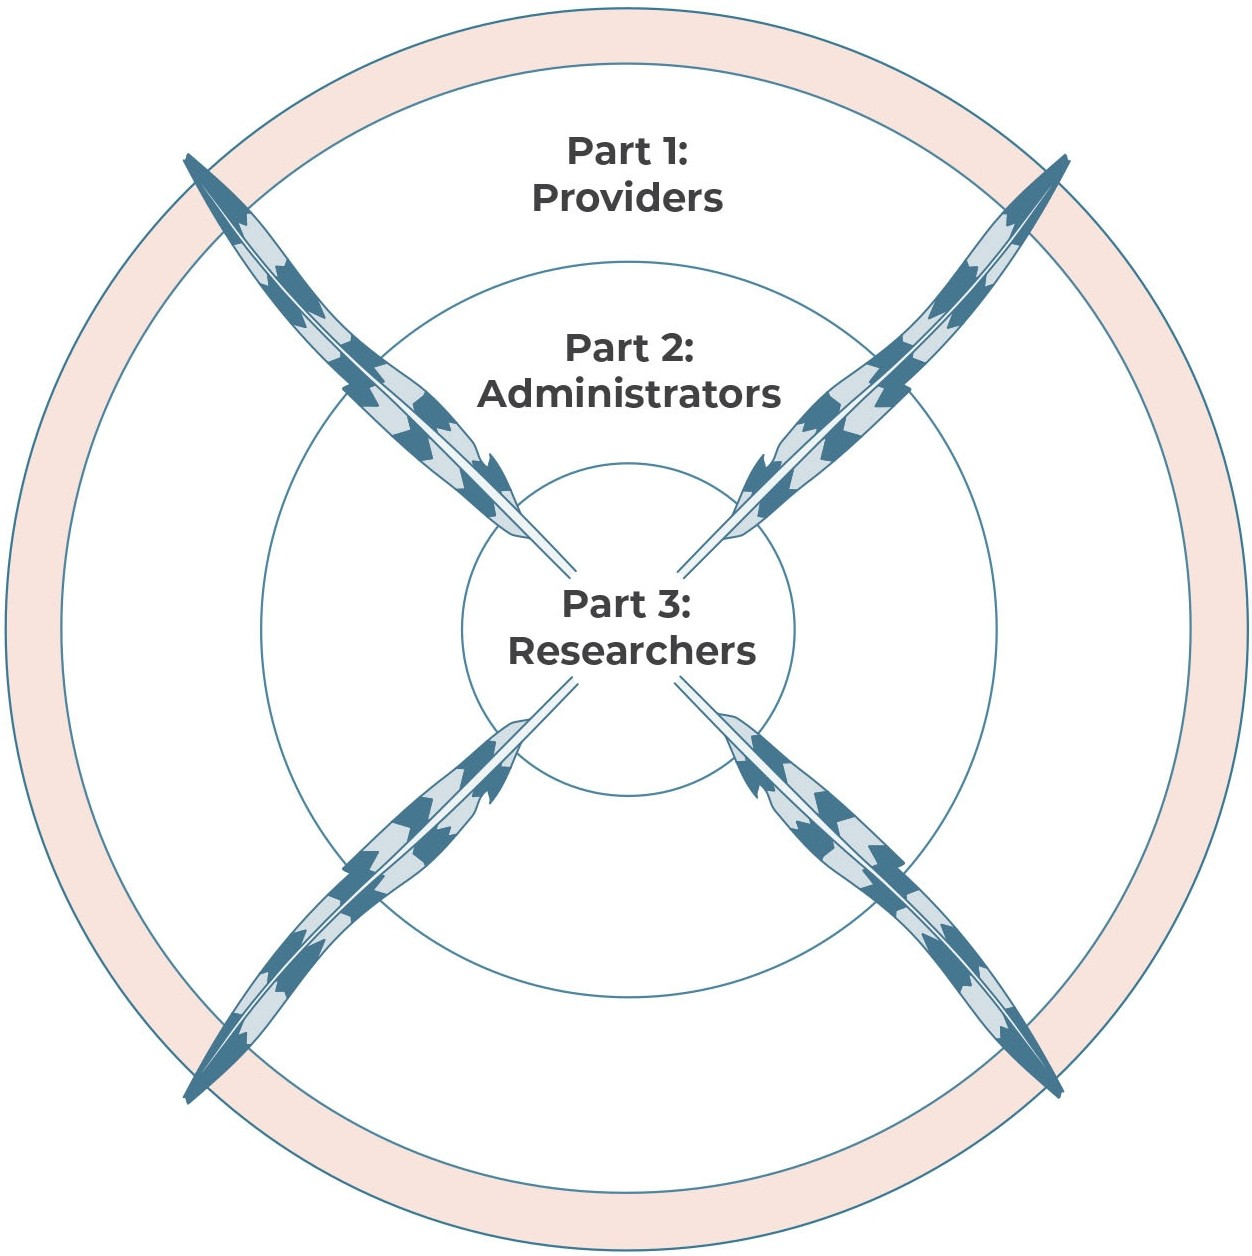 Part 1:
Providers
Part 2:
Administrators
Part 3:
Researchers